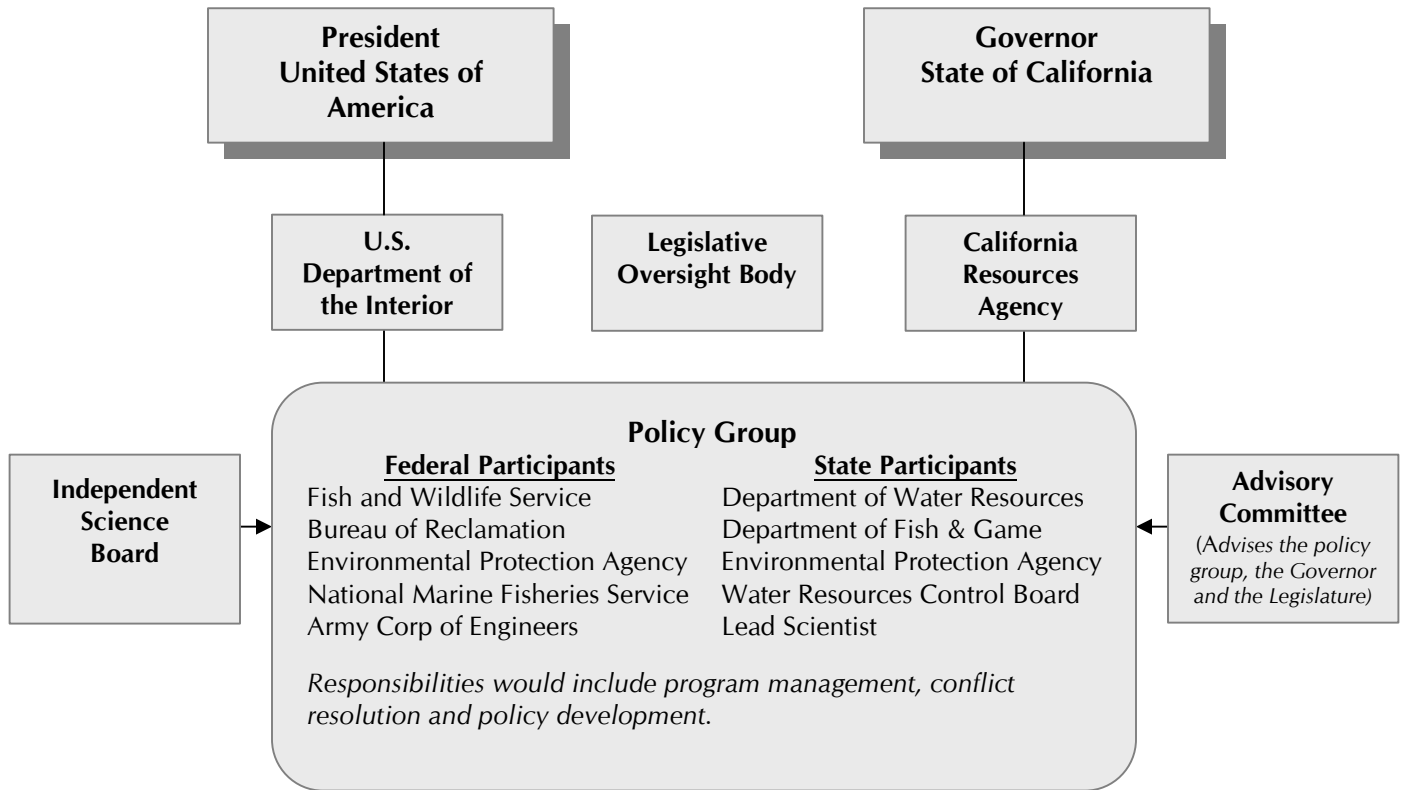 President
United States of
America
Governor
State of California
U.S.
Department of
the Interior
Legislative
Oversight Body
California
Resources
Agency
Policy Group
Federal Participants
Fish and Wildlife Service
Bureau of Reclamation
Environmental Protection Agency
National Marine Fisheries Service
Army Corp of Engineers
State Participants
Department of Water Resources
Department of Fish & Game
Environmental Protection Agency
Water Resources Control Board
Lead Scientist
Responsibilities would include program management, conflict
resolution and policy development.
Independent
Science
Board
Advisory
Committee
(Advises the policy
group, the Governor
and the Legislature)